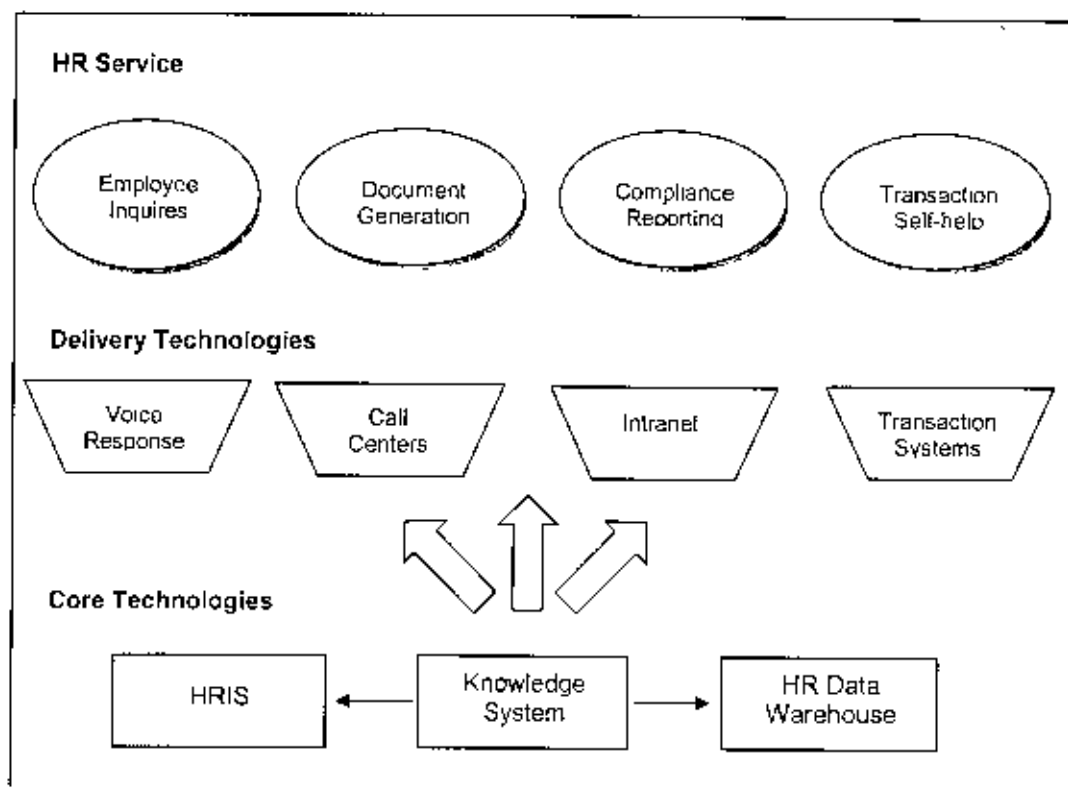 HR Service
Employee
Inquires
Document
Generation
Compliance
Reporting
Transaction
Self-help
Delivery Technologies
Voice
Response
Call
Centers
Intranet
Transaction
Systems
Core Technologies
HRIS
Knowledge
System
HR Data
Warehouse